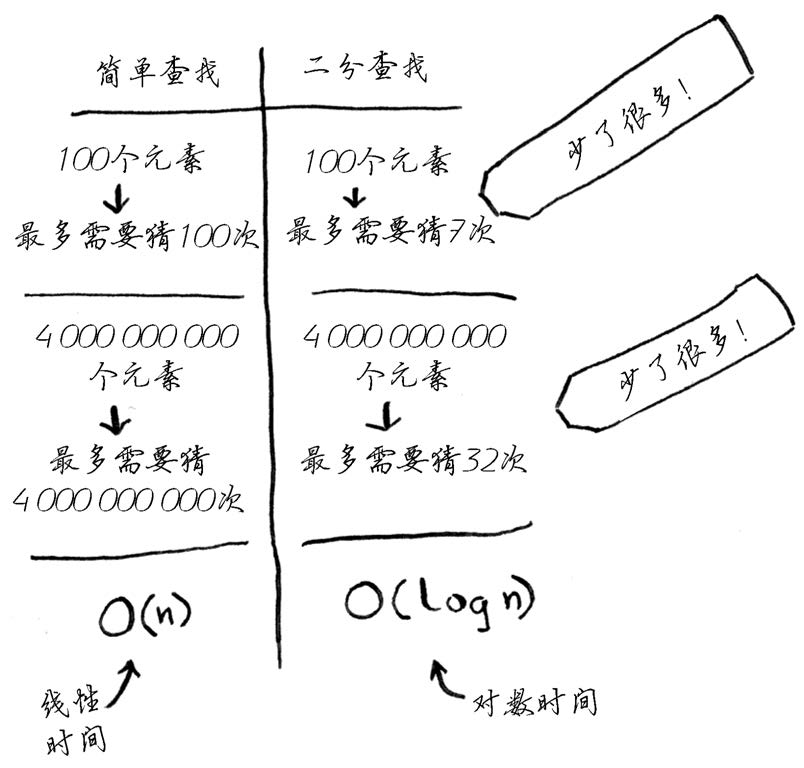 简单查找
二分查找
少了很多！
100个元素
100个元素
最多需要猜100次
最多需要猜7次
4 000 000 000
个元素
4 000 000 000
个元素
少了很多！
最多需要猜
4 000 000 000次
最多需要猜32次
O(n)
O(log n)
线性
时间
对数时间